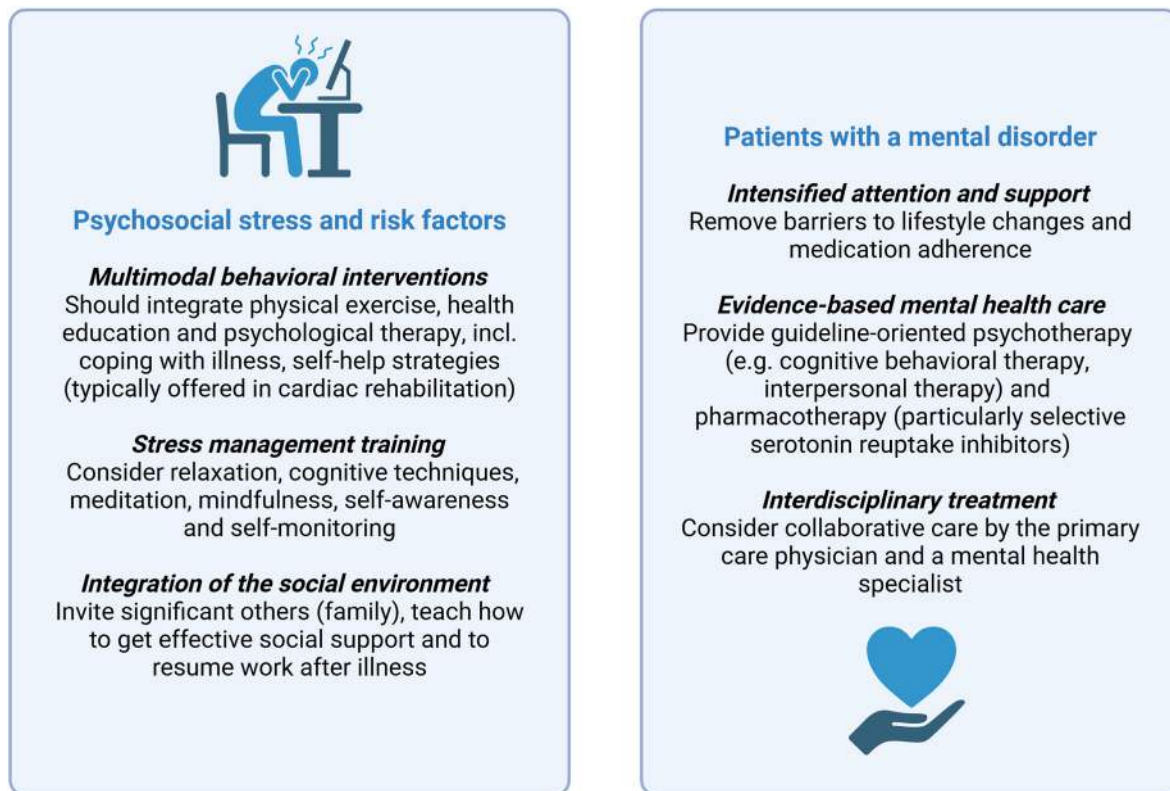 Psychosocial stress and risk factors
Multimodal behavioral interventions
Should integrate physical exercise, health
education and psychological therapy, incl.
coping with illness, self-help strategies
(typically offered in cardiac rehabilitation)
Stress management training
Consider relaxation, cognitive techniques,
meditation, mindfulness, self-awareness
and self-monitoring
Integration of the social environment
Invite significant others (family), teach how
to get effective social support and to
resume work after illness
Patients with a mental disorder
Intensified attention and support
Remove barriers to lifestyle changes and
medication adherence
Evidence-based mental health care
Provide guideline-oriented psychotherapy
(e.g. cognitive behavioral therapy,
interpersonal therapy) and
pharmacotherapy (particularly selective
serotonin reuptake inhibitors)
Interdisciplinary treatment
Consider collaborative care by the primary
care physician and a mental health
specialist